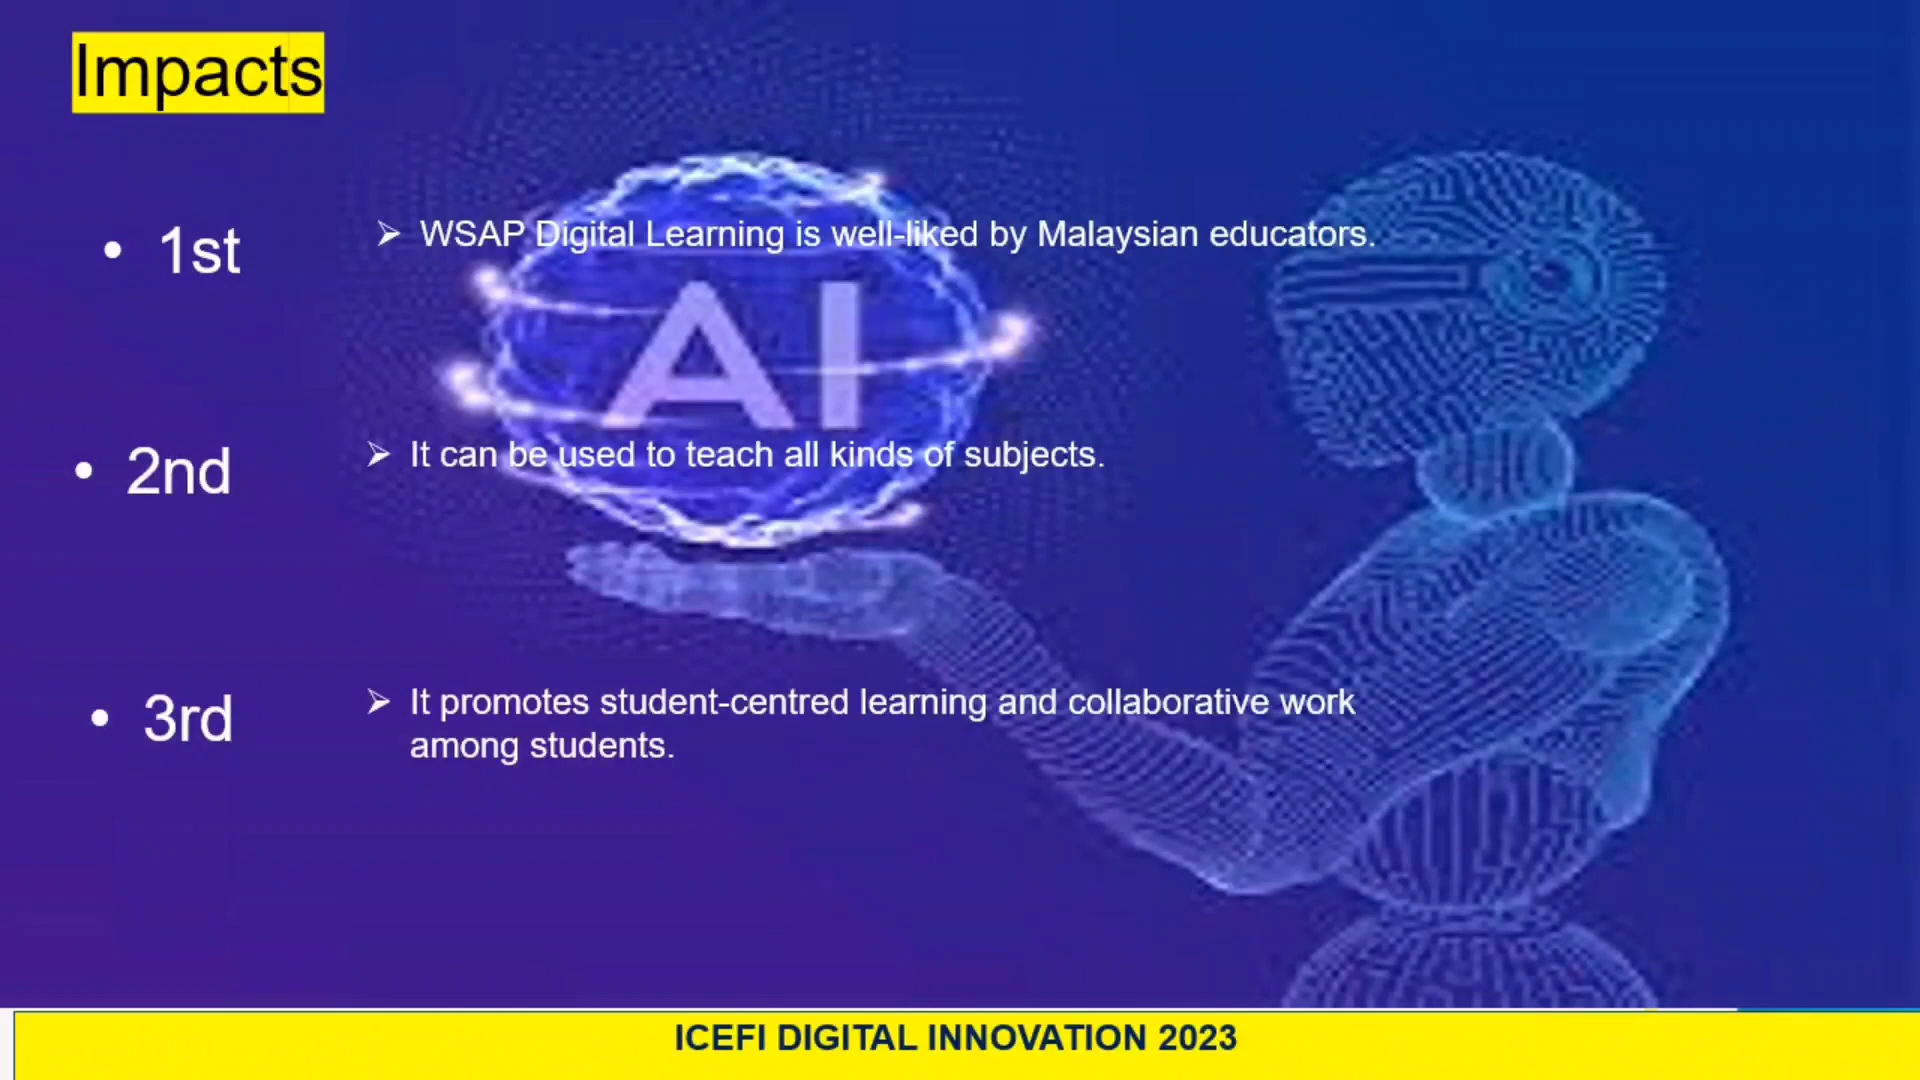 Impacts
• 1st
➢ WSAP Digital Learning is well-liked by Malaysian educators.
AI
• 2nd
➢ It can be used to teach all kinds of subjects.
• 3rd
➢ It promotes student-centred learning and collaborative work
among students.
ICEFI DIGITAL INNOVATION 2023